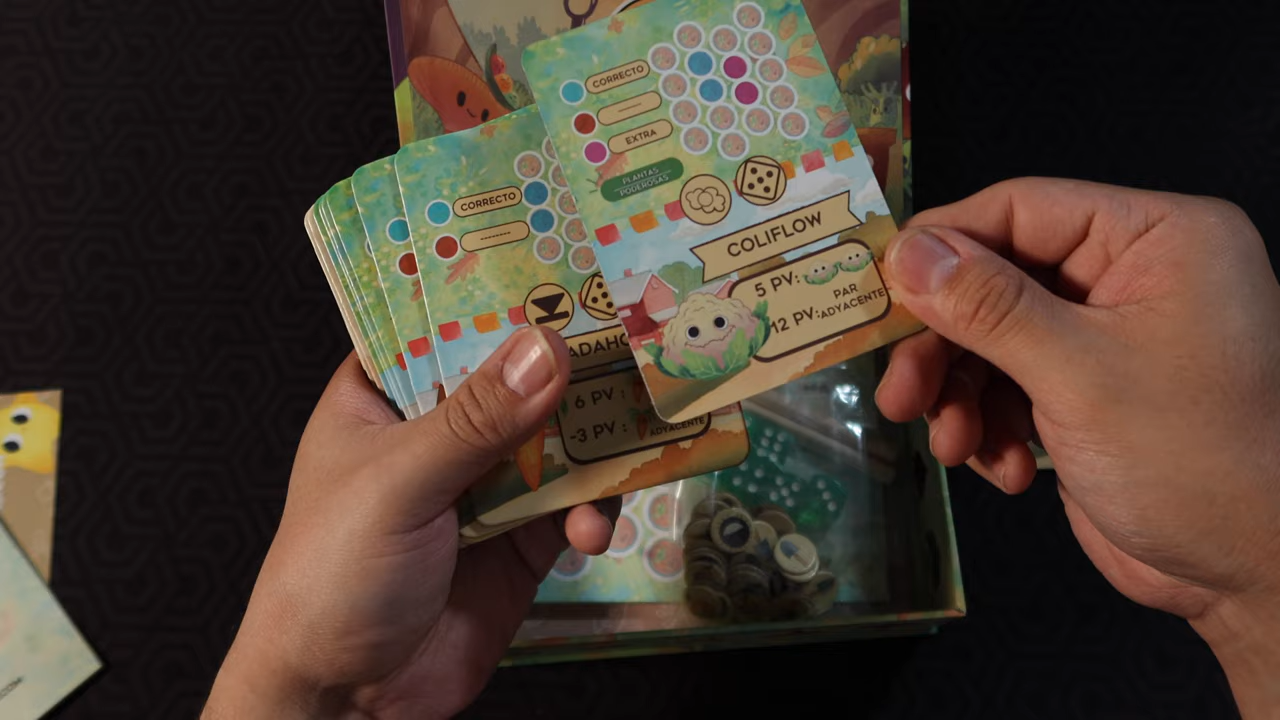 CORRECTO
EXTRA
PLANTAS
PODEROSAS
COLIFLOW
5 PV:
12 PV: PAR
ADYACENTE
CORRECTO
6 PV :
-3 PV :
ADYACENTE